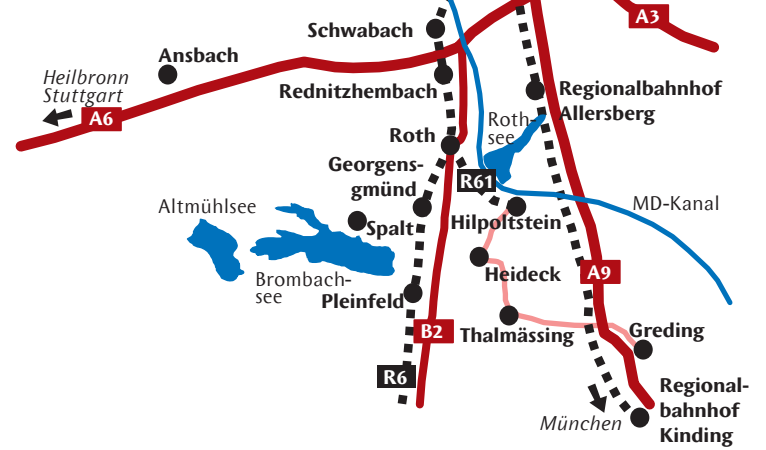 A3
Schwabach
Ansbach
Heilbronn
Stuttgart
Rednitzhembach
Regionalbahnhof
Allersberg
A6
Roth-
see
Roth
Georgens-
gmünd
R61
Altmühlsee
MD-Kanal
Spalt
Hilpoltstein
Brombach-
see
Heideck
A9
Pleinfeld
B2
Thalmässing
Greding
R6
Regional-
bahnhof
Kinding
München